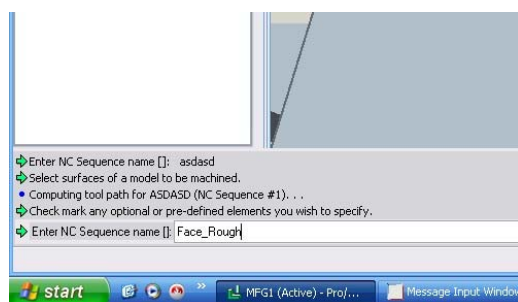 Enter NC Sequence name []: asdasd
Select surfaces of a model to be machined.
Computing tool path for ASDASD (NC Sequence #1). . .
Check mark any optional or pre-defined elements you wish to specify.
Enter NC Sequence name []: Face_Rough
start » MFG1 (Active) - Pro/... Message Input Window